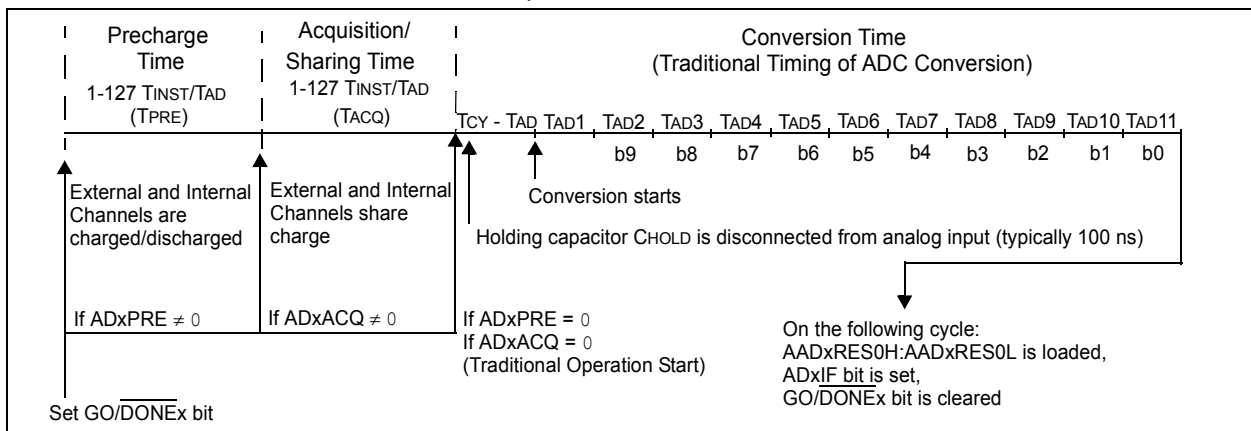 Precharge
Time
1-127 TINST/TAD
(TPRE)
Acquisition/
Sharing Time
1-127 TINST/TAD
(TACQ)
Conversion Time
(Traditional Timing of ADC Conversion)
TCY - TAD TAD1 TAD2 TAD3 TAD4 TAD5 TAD6 TAD7 TAD8 TAD9 TAD10 TAD11
b9 b8 b7 b6 b5 b4 b3 b2 b1 b0
External and Internal
Channels are
charged/discharged
External and Internal
Channels share
charge
Conversion starts
Holding capacitor CHOLD is disconnected from analog input (typically 100 ns)
If ADxPRE ≠ 0
If ADxACQ ≠ 0
If ADxPRE = 0
If ADxACQ = 0
(Traditional Operation Start)
On the following cycle:
AADxRES0H:AADxRES0L is loaded,
ADxIF bit is set,
GO/DONEx bit is cleared
Set GO/DONEx bit